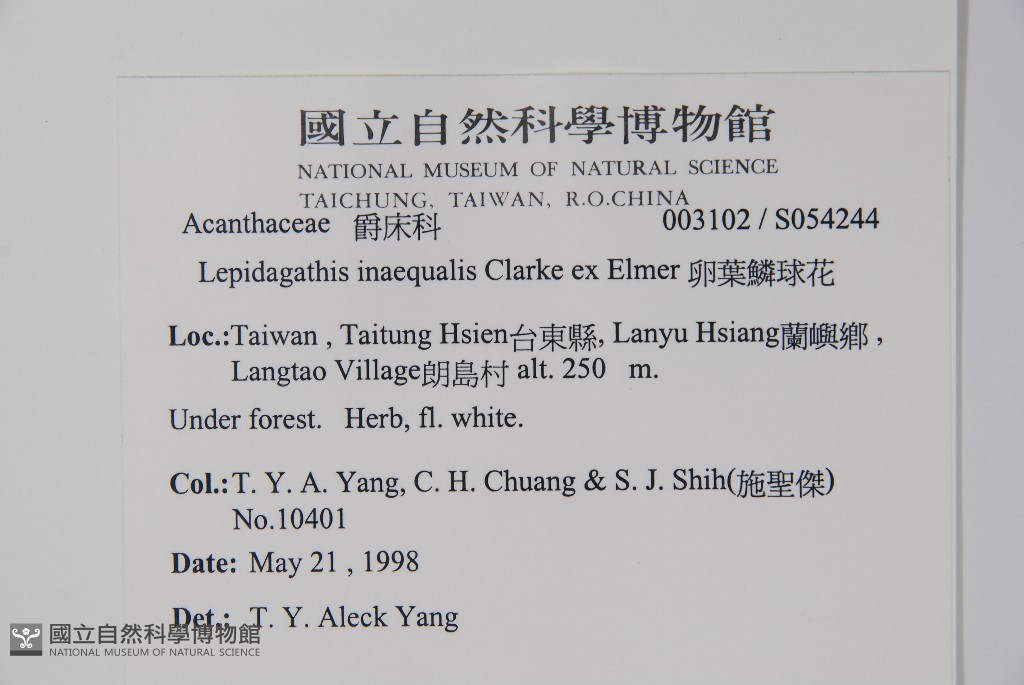 國立自然科學博物館
NATIONAL MUSEUM OF NATURAL SCIENCE
TAICHUNG, TAIWAN, R.O.CHINA
Acanthaceae 爵床科 003102 / S054244
Lepidagathis inaequalis Clarke ex Elmer 卵葉鱗球花
Loc.:Taiwan , Taitung Hsien台東縣, Lanyu Hsiang蘭嶼鄉 ,
Langtao Village朗島村 alt. 250 m.
Under forest. Herb, fl. white.
Col.:T. Y. A. Yang, C. H. Chuang & S. J. Shih(施聖傑)
No.10401
Date: May 21 , 1998
Det.: T. Y. Aleck Yang
國立自然科學博物館
NATIONAL MUSEUM OF NATURAL SCIENCE